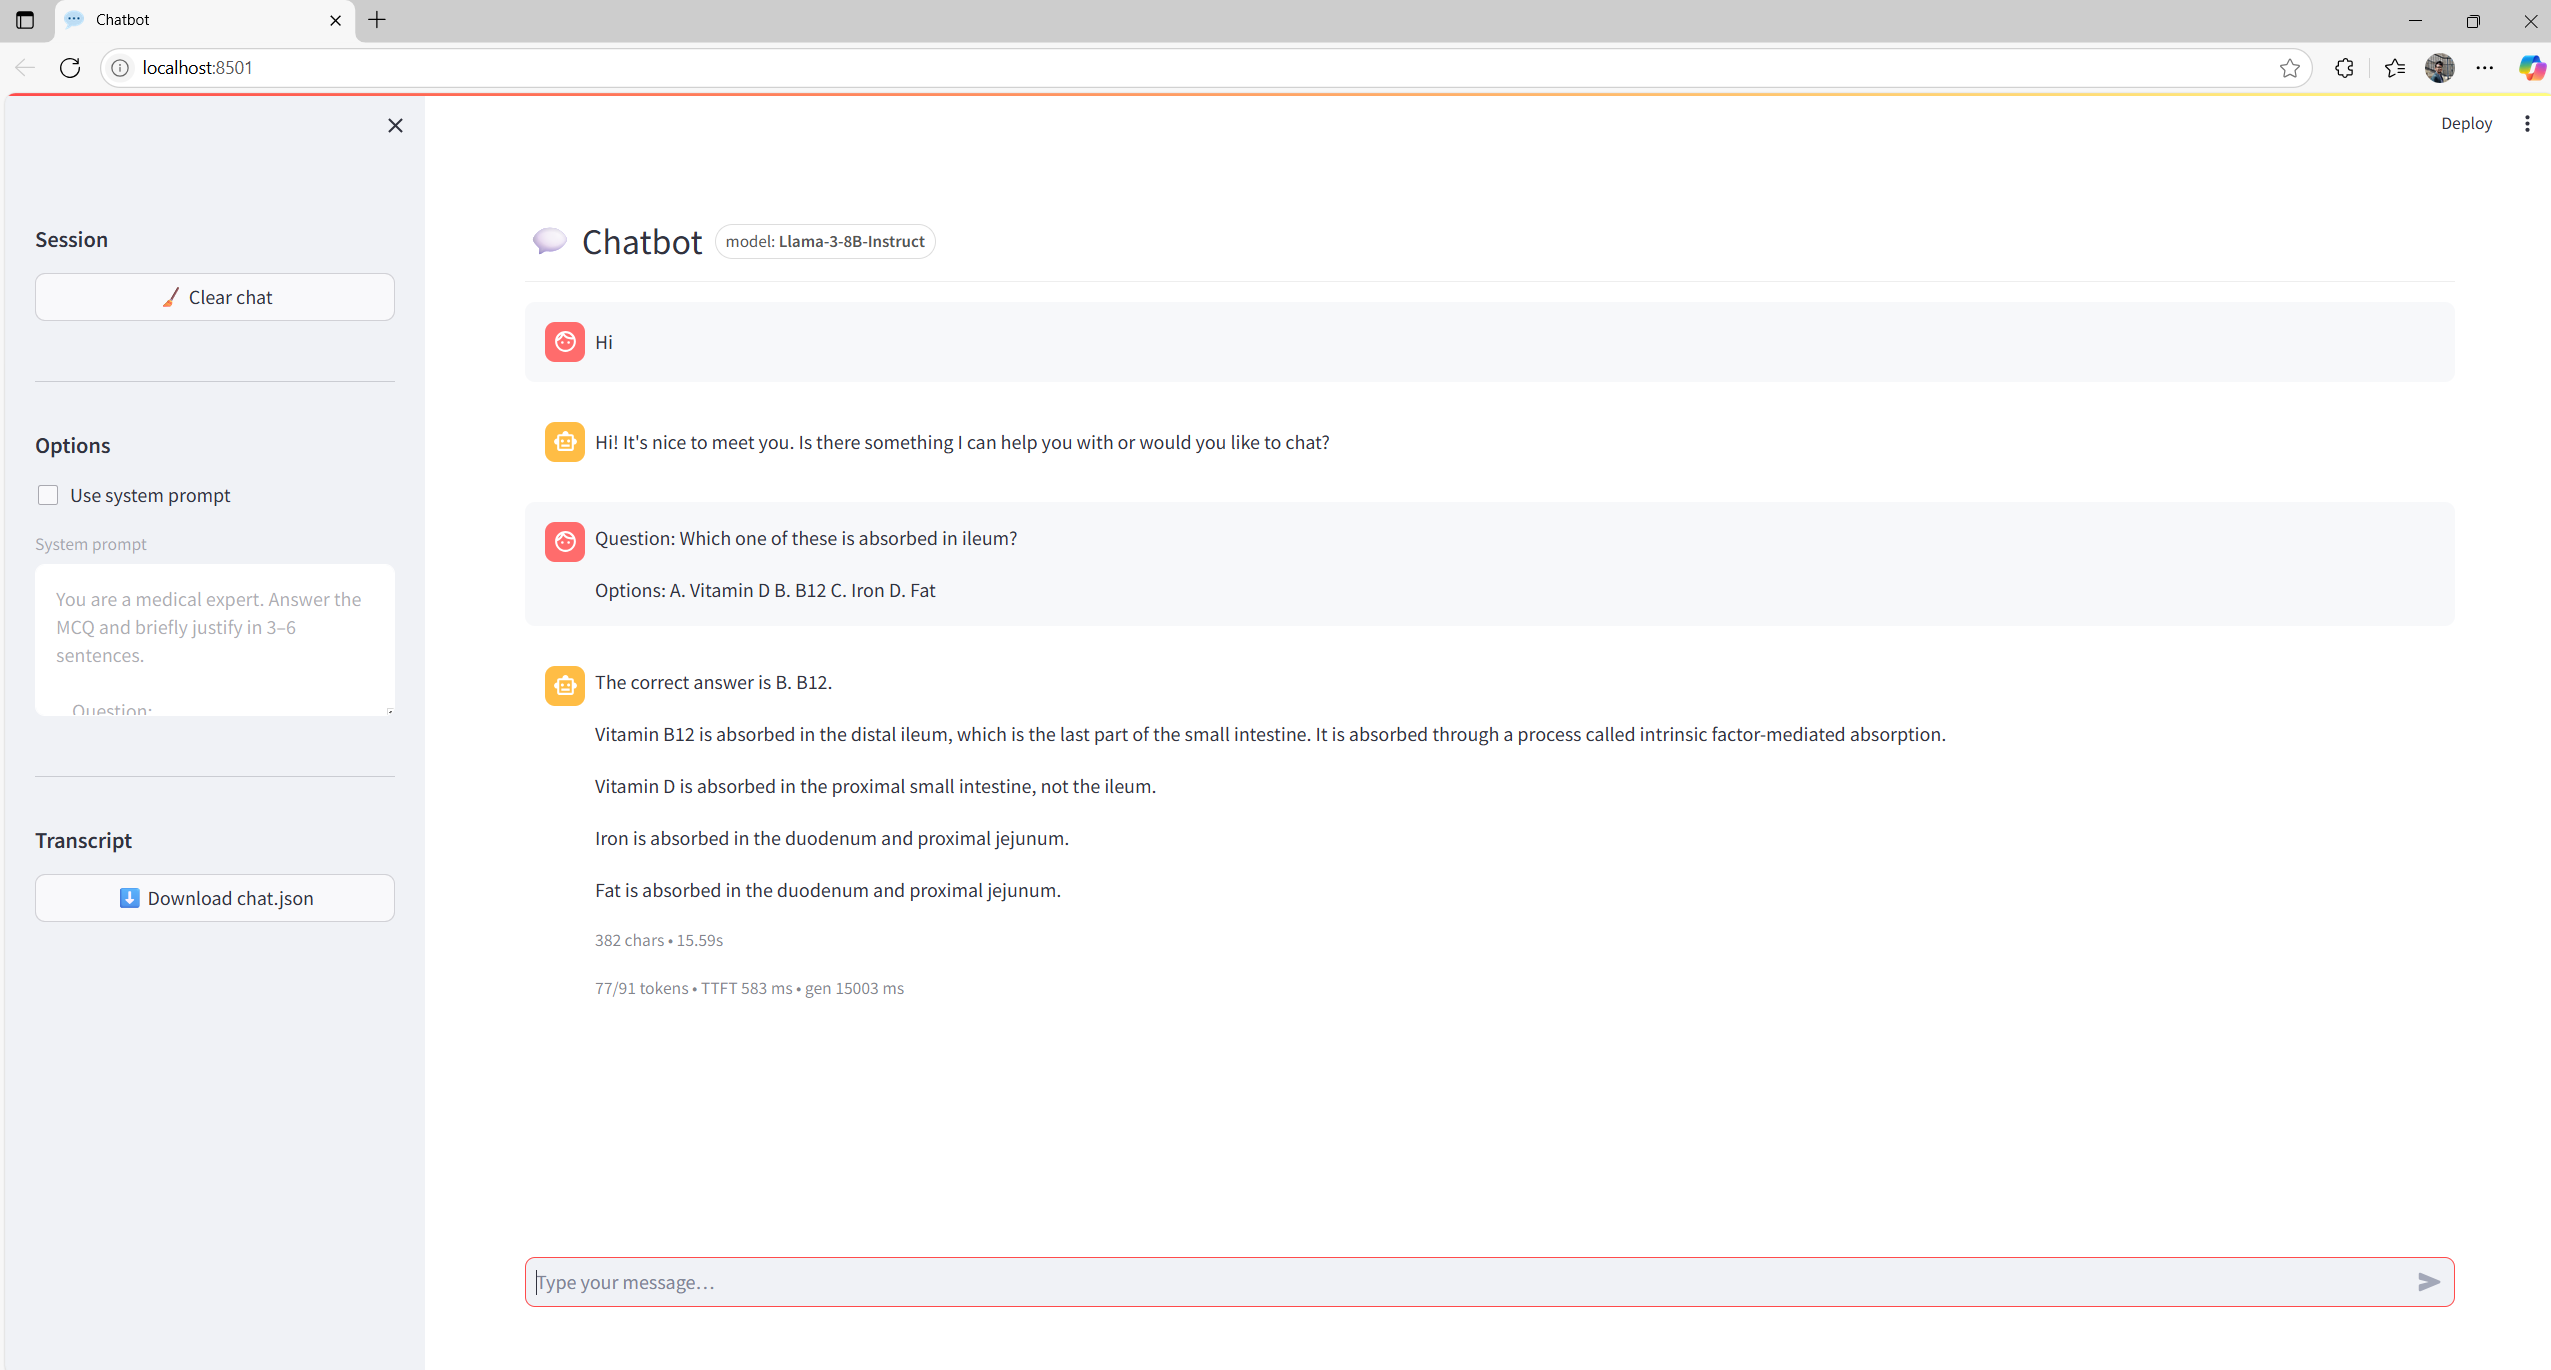 Chatbot
localhost:8501
Deploy
Session
Clear chat
Options
Use system prompt
System prompt
You are a medical expert. Answer the
MCQ and briefly justify in 3–6
sentences.
Question:
Transcript
Download chat.json
Chatbot model: Llama-3-8B-Instruct
Hi
Hi! It's nice to meet you. Is there something I can help you with or would you like to chat?
Question: Which one of these is absorbed in ileum?
Options: A. Vitamin D B. B12 C. Iron D. Fat
The correct answer is B. B12.
Vitamin B12 is absorbed in the distal ileum, which is the last part of the small intestine. It is absorbed through a process called intrinsic factor-mediated absorption.
Vitamin D is absorbed in the proximal small intestine, not the ileum.
Iron is absorbed in the duodenum and proximal jejunum.
Fat is absorbed in the duodenum and proximal jejunum.
382 chars • 15.59s
77/91 tokens • TTFT 583 ms • gen 15003 ms
Type your message…